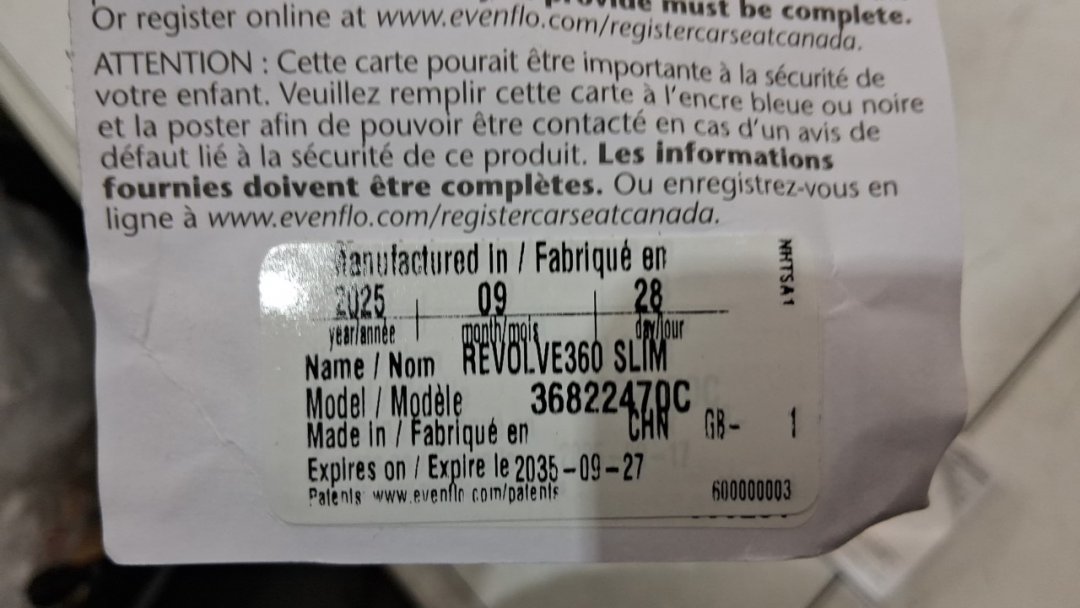 provide must be complete.
Or register online at www.evenflo.com/registercarseatcanada.
ATTENTION : Cette carte pourait être importante à la sécurité de
votre enfant. Veuillez remplir cette carte à l'encre bleue ou noire
et la poster afin de pouvoir être contacté en cas d'un avis de
défaut lié à la sécurité de ce produit. Les informations
fournies doivent être complètes. Ou enregistrez-vous en
ligne à www.evenflo.com/registercarseatcanada.
Manufactured in / Fabriqué en
2025 09 28
year/année month/mois day/jour
Name / Nom REVOLVE360 SLIM
Model / Modèle 36822470C
Made in / Fabriqué en CHN GB- 1
Expires on / Expire le 2035-09-27
Patents www.evenflo.com/patents
600000003
NHTSA1